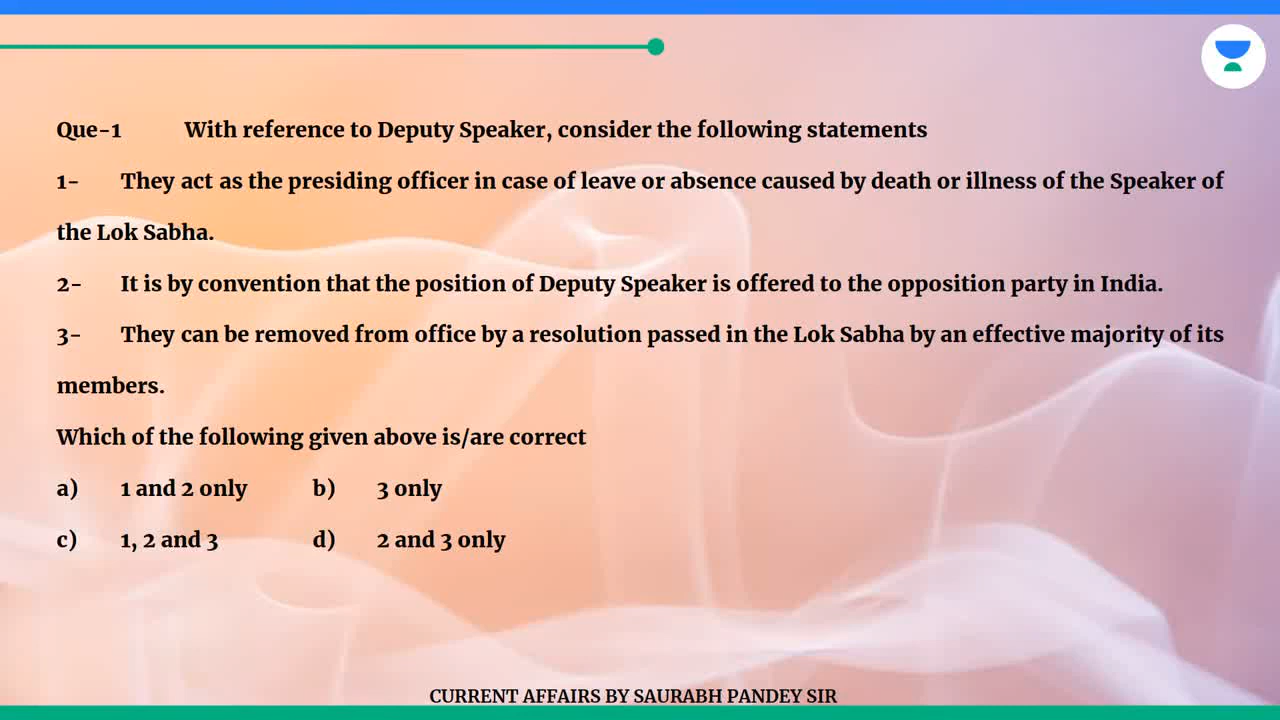 Que-1 With reference to Deputy Speaker, consider the following statements
1- They act as the presiding officer in case of leave or absence caused by death or illness of the Speaker of
the Lok Sabha.
2- It is by convention that the position of Deputy Speaker is offered to the opposition party in India.
3- They can be removed from office by a resolution passed in the Lok Sabha by an effective majority of its
members.
Which of the following given above is/are correct
a) 1 and 2 only b) 3 only
c) 1, 2 and 3 d) 2 and 3 only
CURRENT AFFAIRS BY SAURABH PANDEY SIR